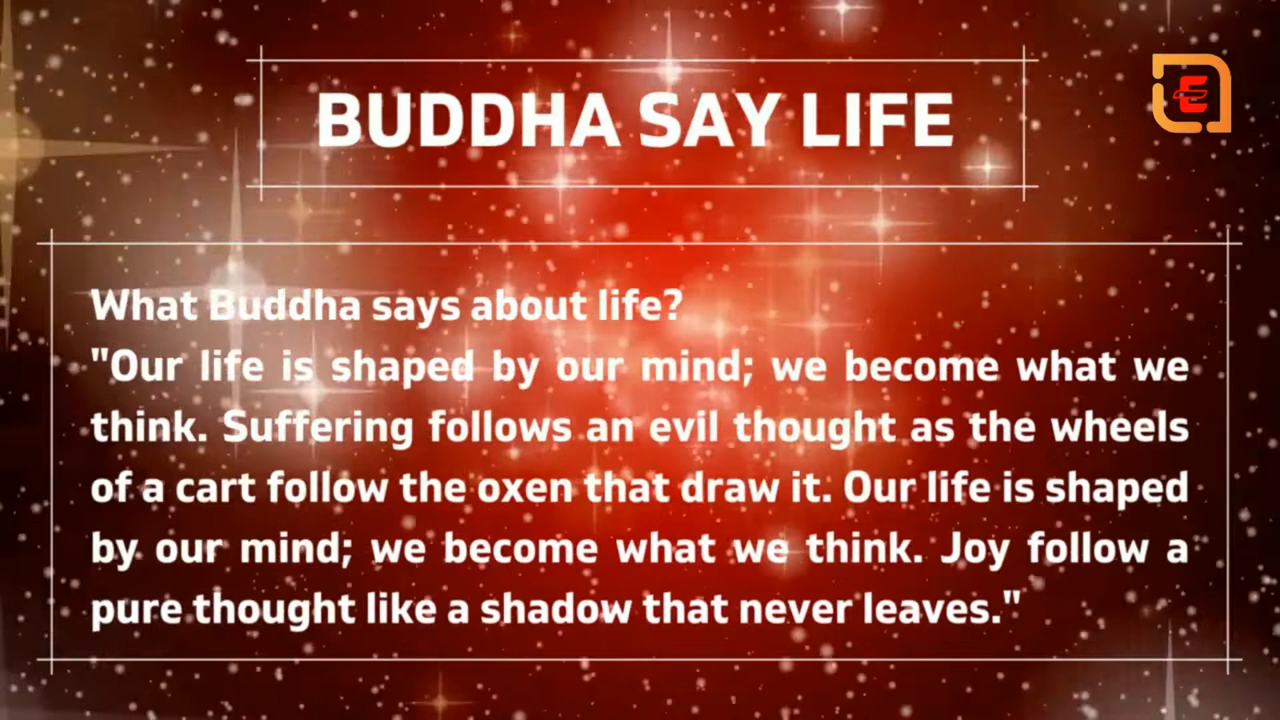 BUDDHA SAY LIFE
What Buddha says about life?
"Our life is shaped by our mind; we become what we
think. Suffering follows an evil thought as the wheels
of a cart follow the oxen that draw it. Our life is shaped
by our mind; we become what we think. Joy follow a
pure thought like a shadow that never leaves."